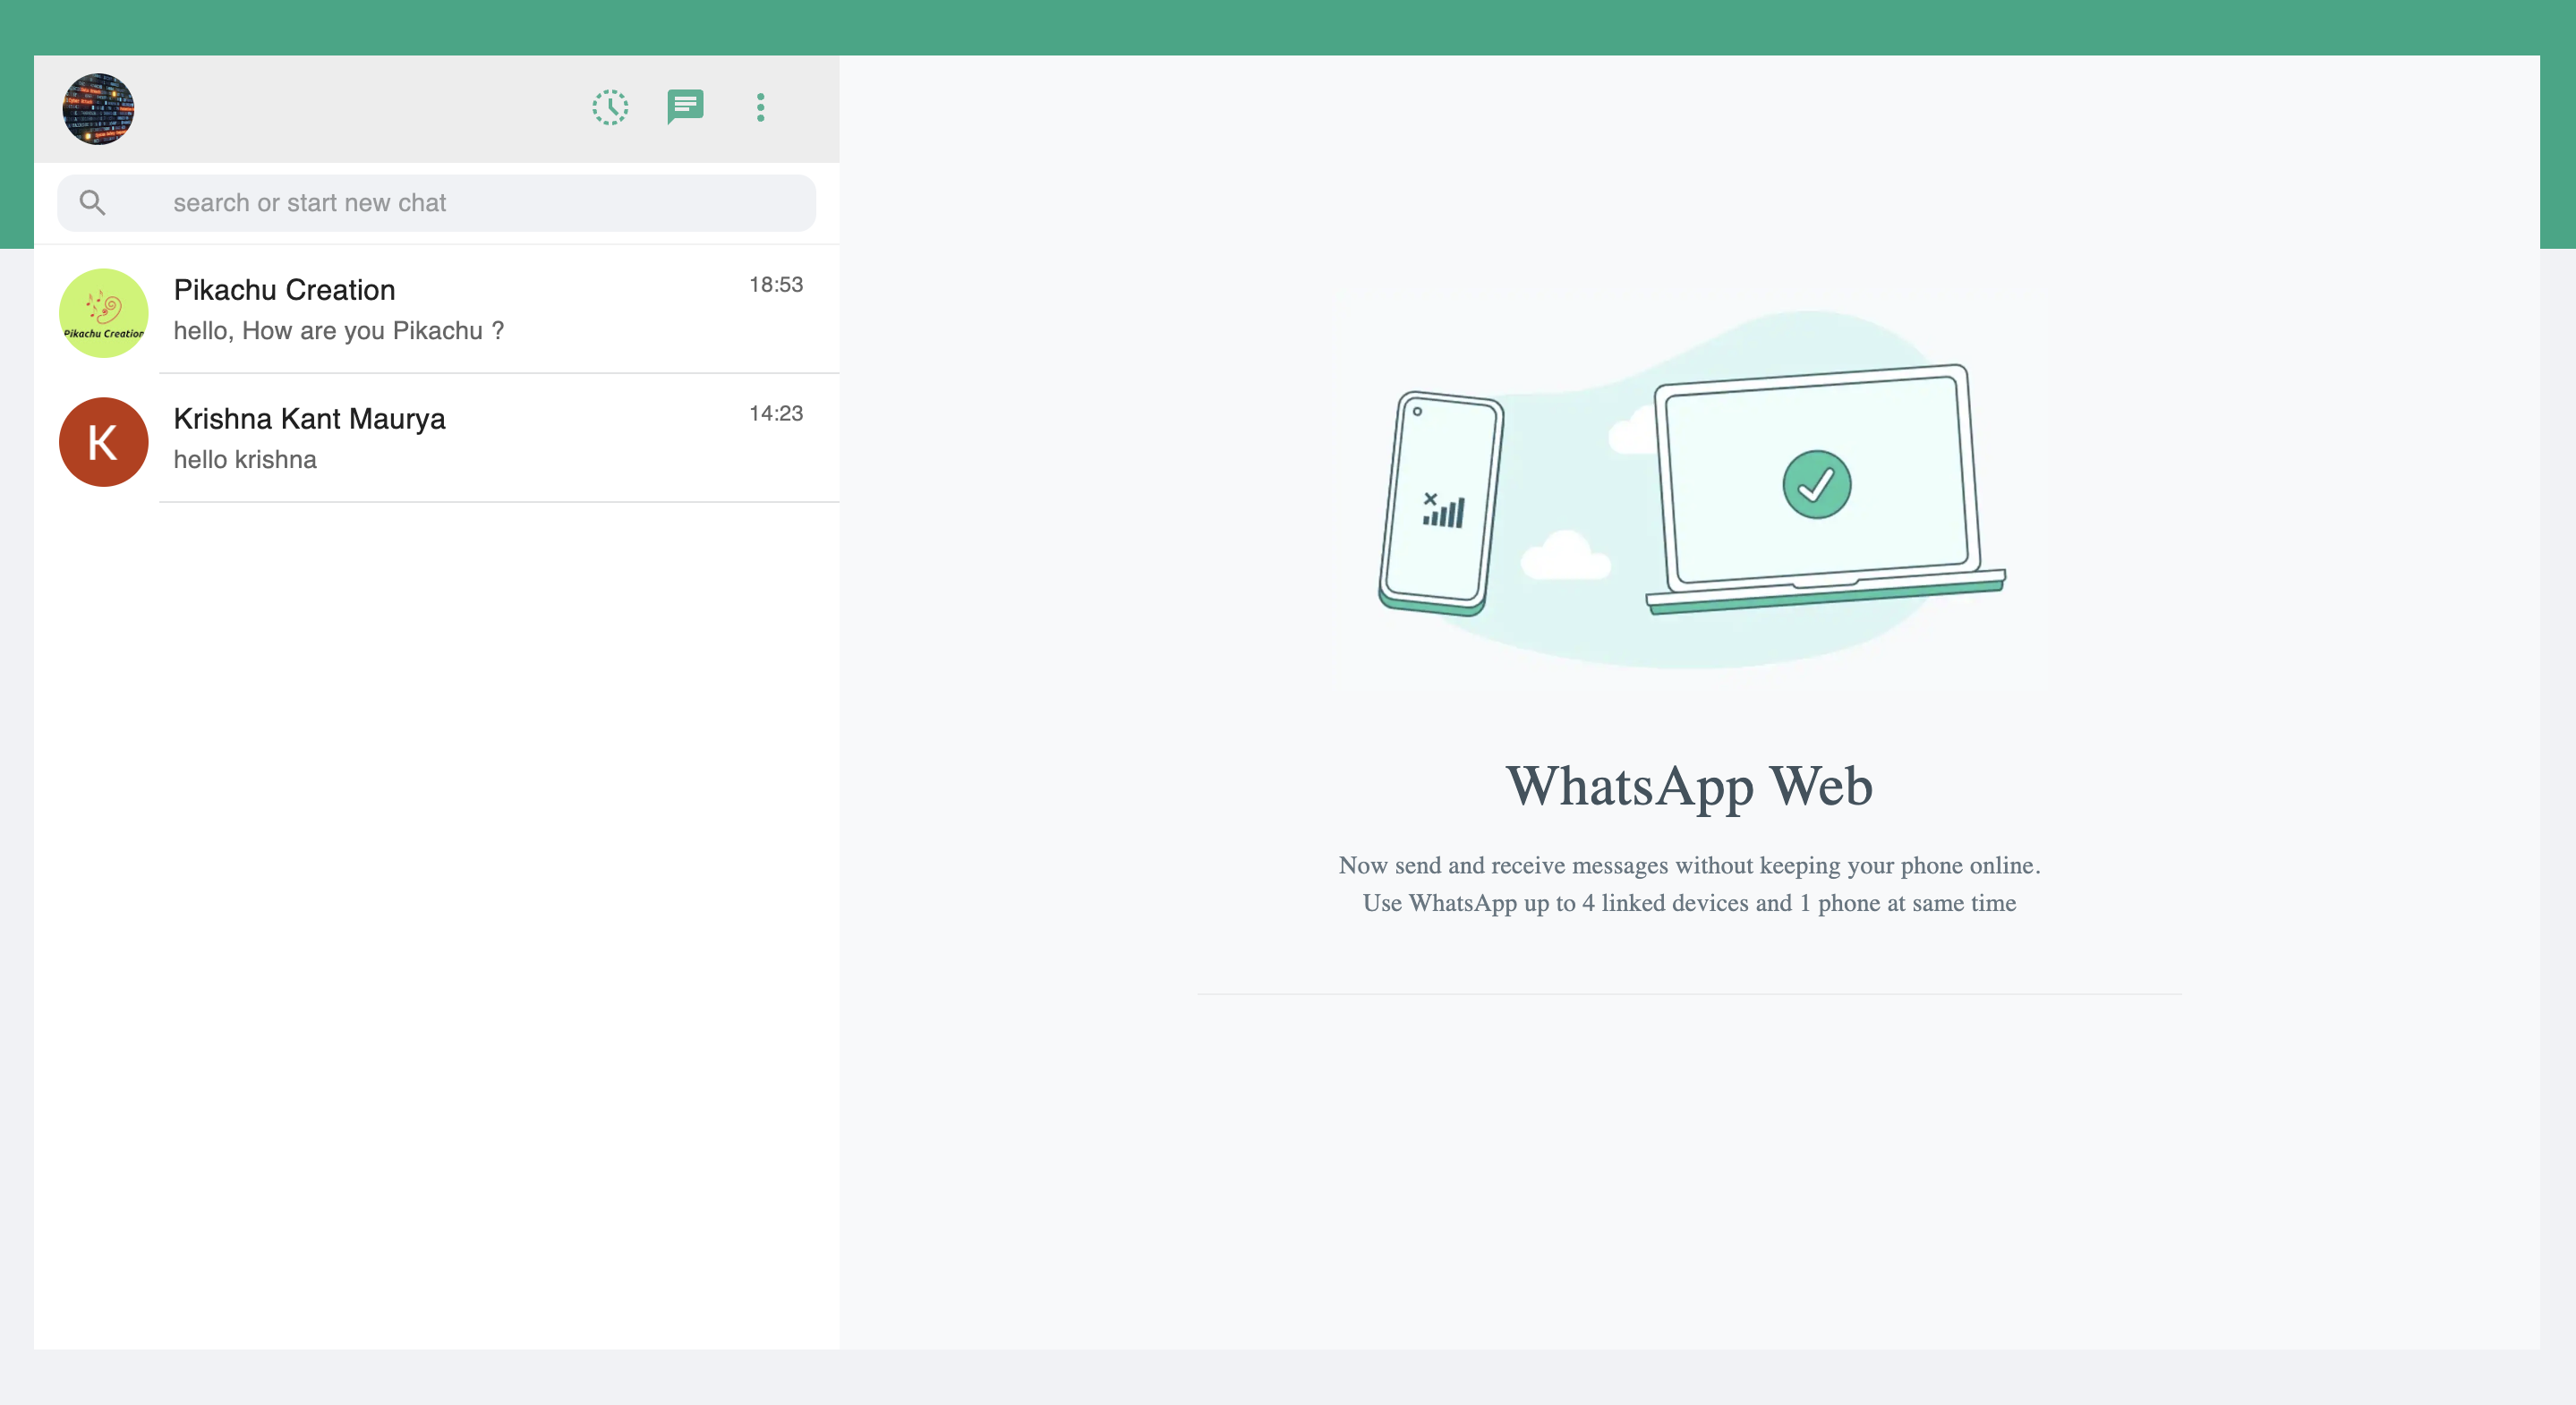 search or start new chat
Pikachu Creation
18:53
hello, How are you Pikachu ?
Pikachu Creation
K
Krishna Kant Maurya
14:23
hello krishna
WhatsApp Web
Now send and receive messages without keeping your phone online.
Use WhatsApp up to 4 linked devices and 1 phone at same time